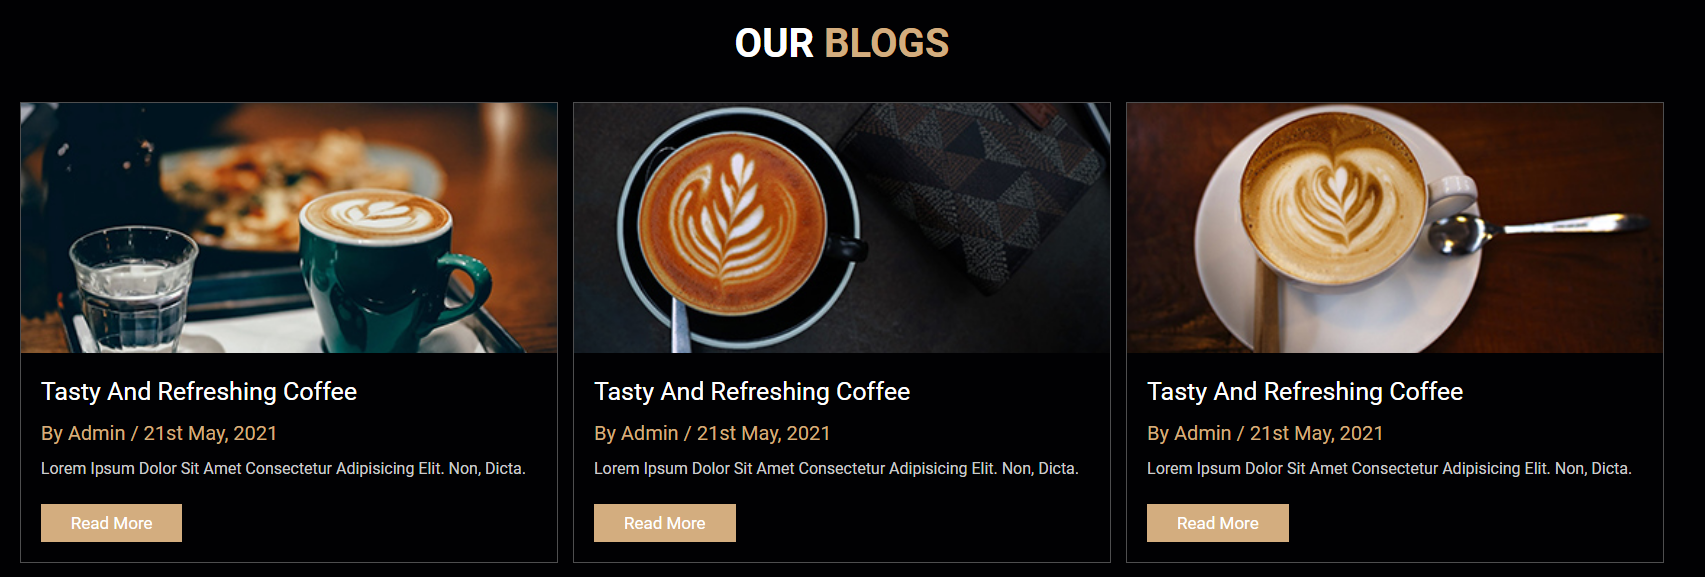 OUR BLOGS
Tasty And Refreshing Coffee
By Admin / 21st May, 2021
Lorem Ipsum Dolor Sit Amet Consectetur Adipisicing Elit. Non, Dicta.
Read More
Tasty And Refreshing Coffee
By Admin / 21st May, 2021
Lorem Ipsum Dolor Sit Amet Consectetur Adipisicing Elit. Non, Dicta.
Read More
Tasty And Refreshing Coffee
By Admin / 21st May, 2021
Lorem Ipsum Dolor Sit Amet Consectetur Adipisicing Elit. Non, Dicta.
Read More